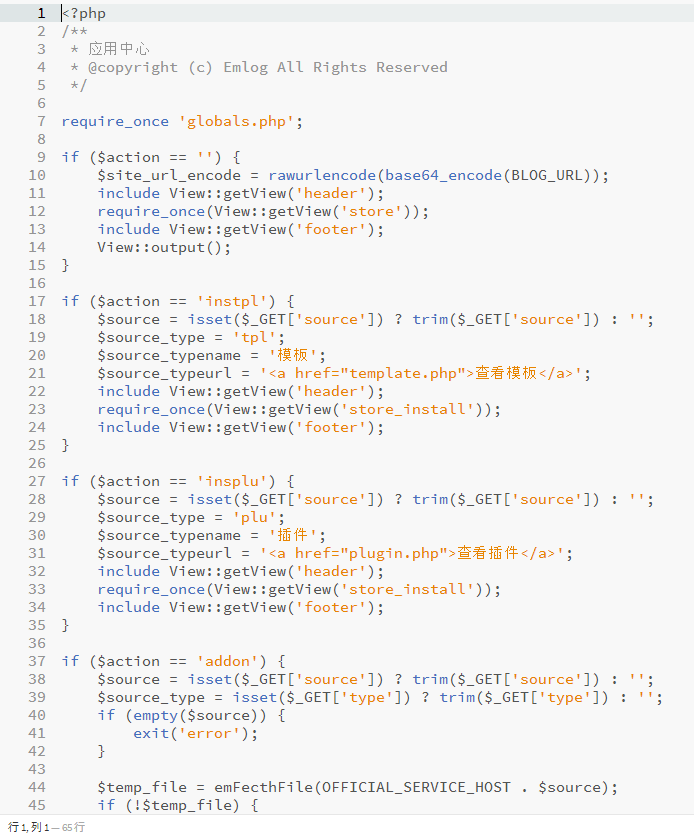 1 <?php
2 /**
3  * 应用中心
4  * @copyright (c) Emlog All Rights Reserved
5  */
6
7 require_once 'globals.php';
8
9 if ($action == '') {
10     $site_url_encode = rawurlencode(base64_encode(BLOG_URL));
11     include View::getView('header');
12     require_once(View::getView('store'));
13     include View::getView('footer');
14     View::output();
15 }
16
17 if ($action == 'instpl') {
18     $source = isset($_GET['source']) ? trim($_GET['source']) : '';
19     $source_type = 'tpl';
20     $source_typename = '模板';
21     $source_typeurl = '<a href="template.php">查看模板</a>';
22     include View::getView('header');
23     require_once(View::getView('store_install'));
24     include View::getView('footer');
25 }
26
27 if ($action == 'insplu') {
28     $source = isset($_GET['source']) ? trim($_GET['source']) : '';
29     $source_type = 'plu';
30     $source_typename = '插件';
31     $source_typeurl = '<a href="plugin.php">查看插件</a>';
32     include View::getView('header');
33     require_once(View::getView('store_install'));
34     include View::getView('footer');
35 }
36
37 if ($action == 'addon') {
38     $source = isset($_GET['source']) ? trim($_GET['source']) : '';
39     $source_type = isset($_GET['type']) ? trim($_GET['type']) : '';
40     if (empty($source)) {
41         exit('error');
42     }
43
44     $temp_file = emFecthFile(OFFICIAL_SERVICE_HOST . $source);
45     if (!$temp_file) {
行 1, 列 1 — 65 行